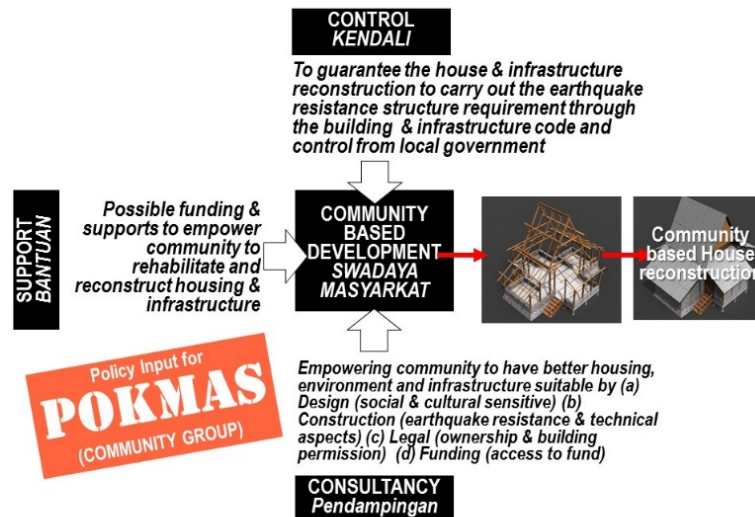 CONTROL
KENDALI
To guarantee the house & infrastructure
reconstruction to carry out the earthquake
resistance structure requirement through
the building & infrastructure code and
control from local government
SUPPORT
BANTUAN
Possible funding &
supports to empower
community to
rehabilitate and
reconstruct housing &
infrastructure
COMMUNITY
BASED
DEVELOPMENT
SWADAYA
MASYARKAT
Community
based House
reconstruction
Policy Input for
POKMAS
(COMMUNITY GROUP)
Empowering community to have better housing,
environment and infrastructure suitable by (a)
Design (social & cultural sensitive) (b)
Construction (earthquake resistance & technical
aspects) (c) Legal (ownership & building
permission) (d) Funding (access to fund)
CONSULTANCY
Pendampingan